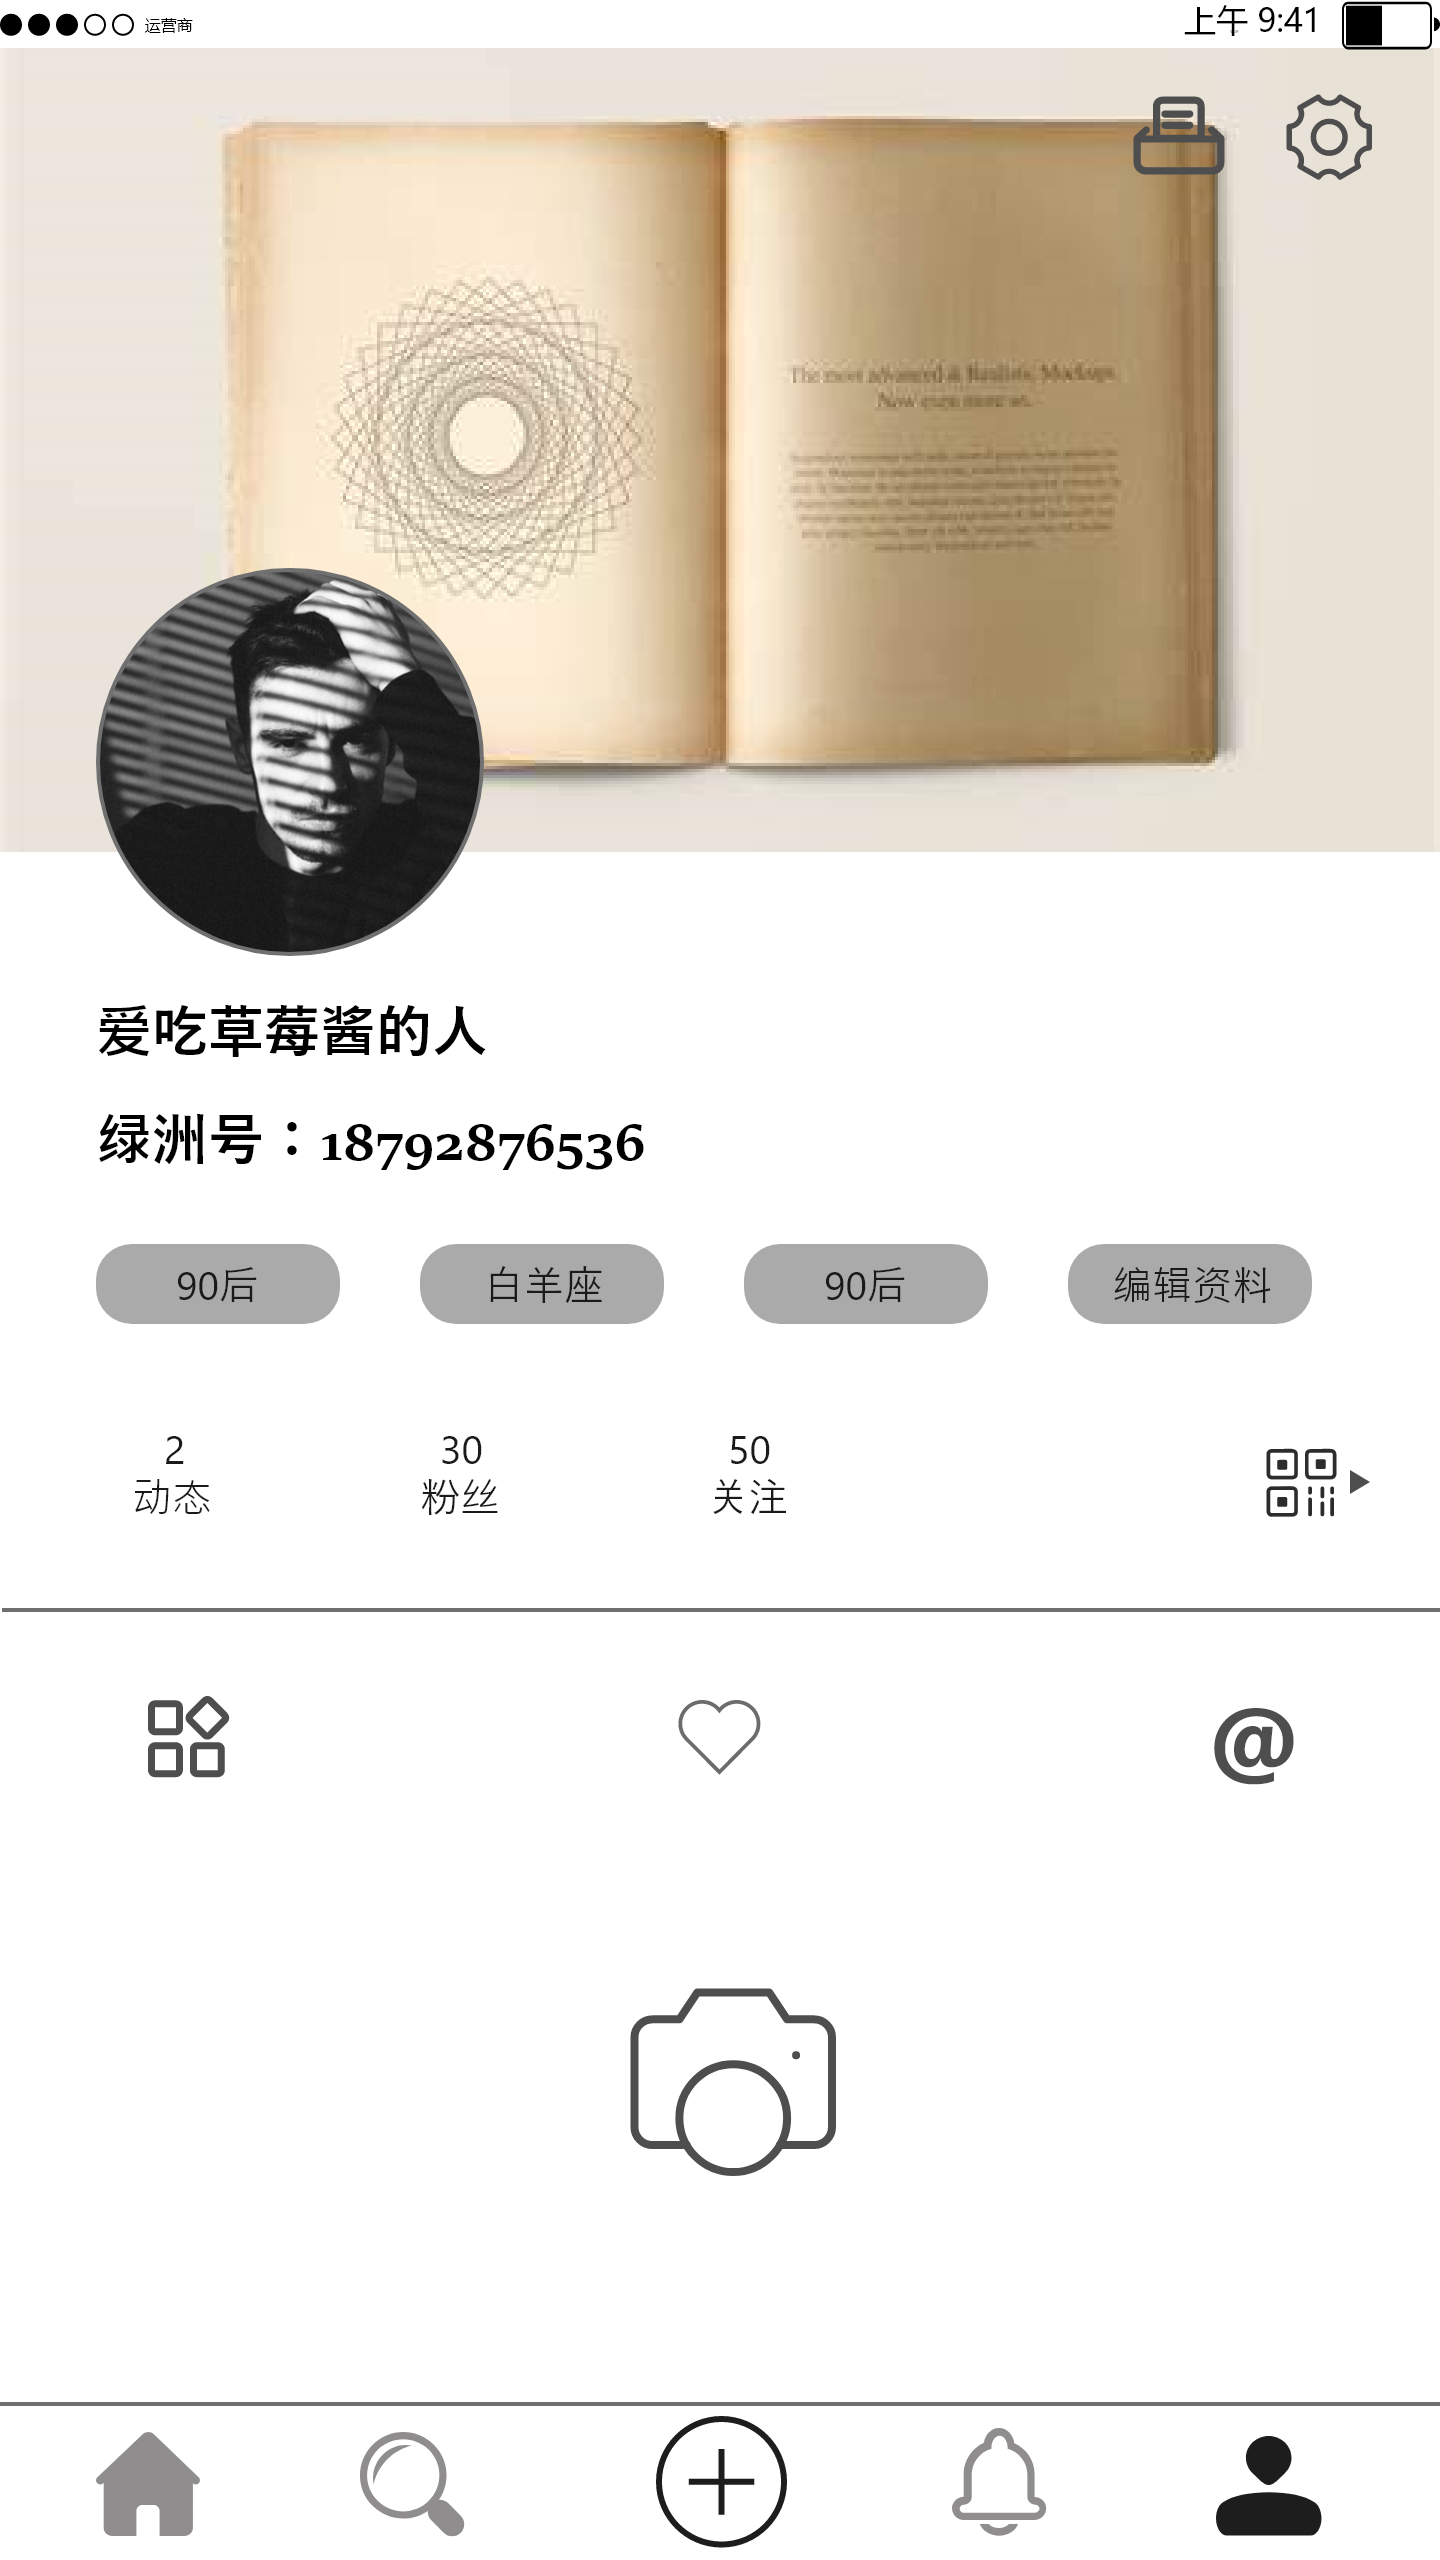 运营商
上午 9:41
The most advanced & Realistic Mockups
Now even more so.
爱吃草莓酱的人
绿洲号：18792876536
90后
白羊座
90后
编辑资料
2
动态
30
粉丝
50
关注
@